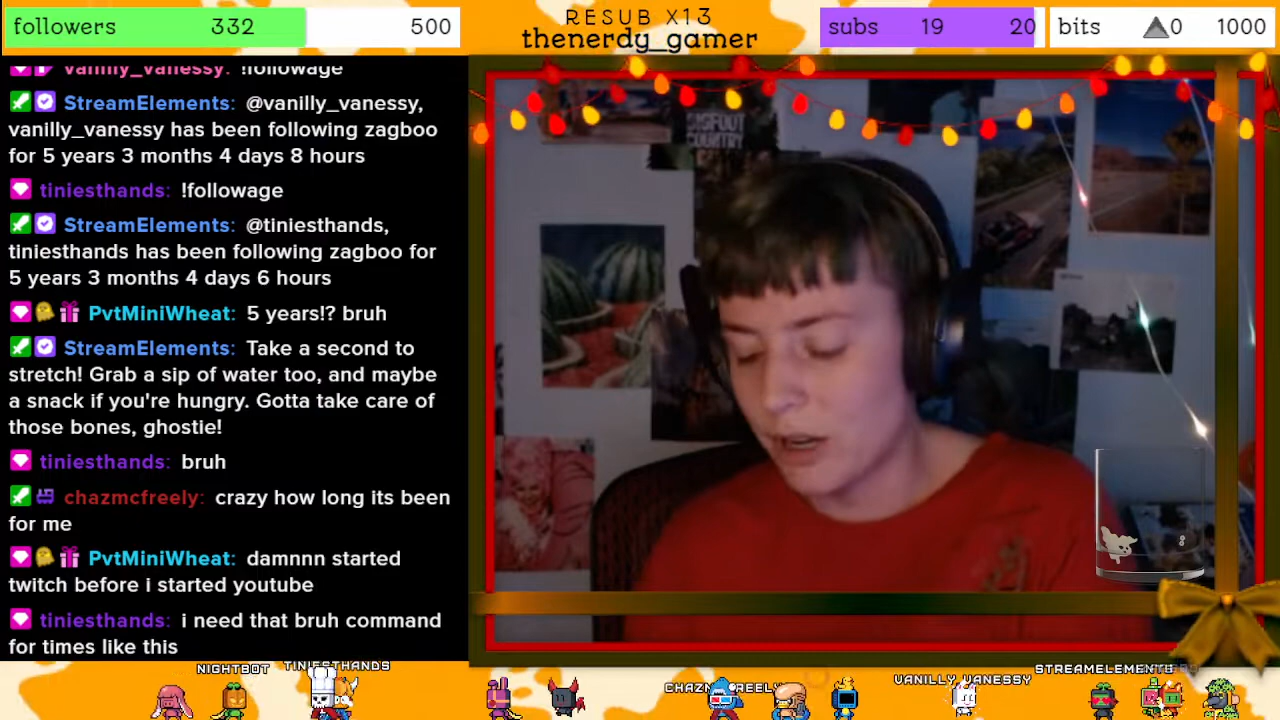 followers 332 500
RESUB X13
thenerdy_gamer
subs 19 20
bits 0 1000
vanilly_vanessy: !followage
StreamElements: @vanilly_vanessy,
vanilly_vanessy has been following zagboo
for 5 years 3 months 4 days 8 hours
tiniesthands: !followage
StreamElements: @tiniesthands,
tiniesthands has been following zagboo for
5 years 3 months 4 days 6 hours
PvtMiniWheat: 5 years!? bruh
StreamElements: Take a second to
stretch! Grab a sip of water too, and maybe
a snack if you're hungry. Gotta take care of
those bones, ghostie!
tiniesthands: bruh
chazmcfreely: crazy how long its been
for me
PvtMiniWheat: damnnn started
twitch before i started youtube
tiniesthands: i need that bruh command
for times like this
BIGFOOT
COUNTRY
NIGHTBOT
TINIESTHANDS
VANILLY_VANESSY